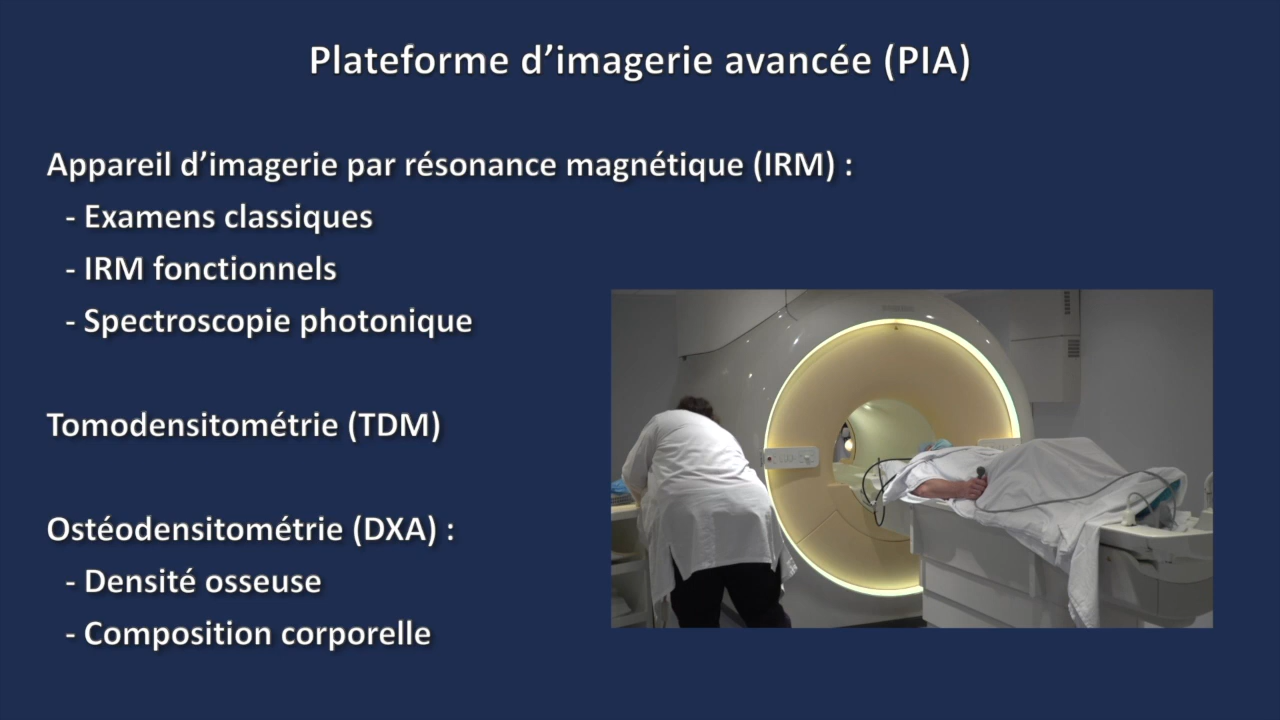 Plateforme d’imagerie avancée (PIA)
Appareil d’imagerie par résonance magnétique (IRM) :
- Examens classiques
- IRM fonctionnels
- Spectroscopie photonique
Tomodensitométrie (TDM)
Ostéodensitométrie (DXA) :
- Densité osseuse
- Composition corporelle